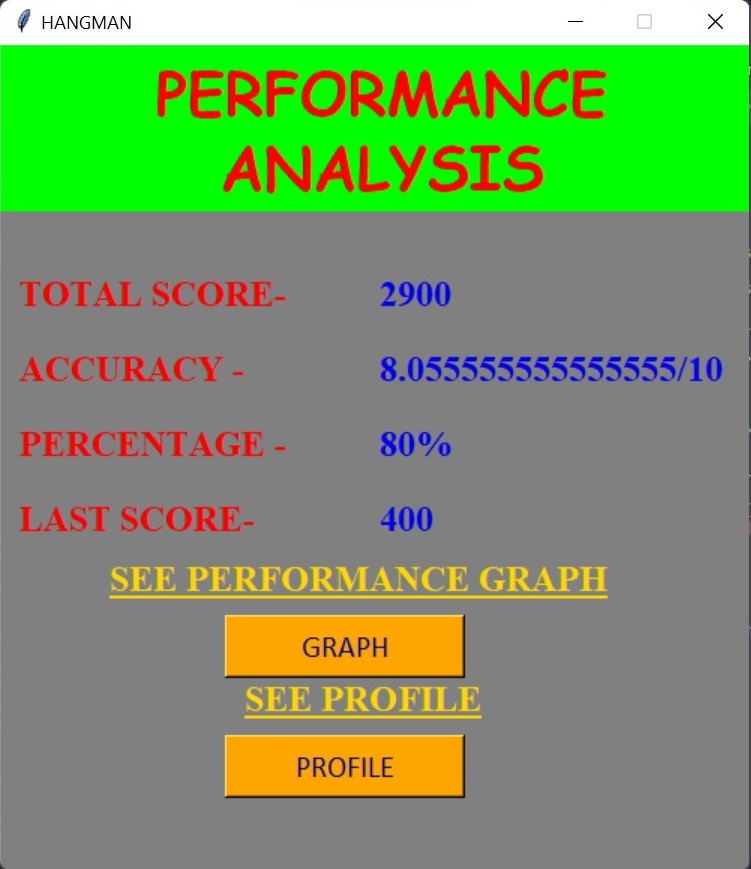 HANGMAN
PERFORMANCE
ANALYSIS
TOTAL SCORE- 2900
ACCURACY - 8.055555555555555/10
PERCENTAGE - 80%
LAST SCORE- 400
SEE PERFORMANCE GRAPH
GRAPH
SEE PROFILE
PROFILE